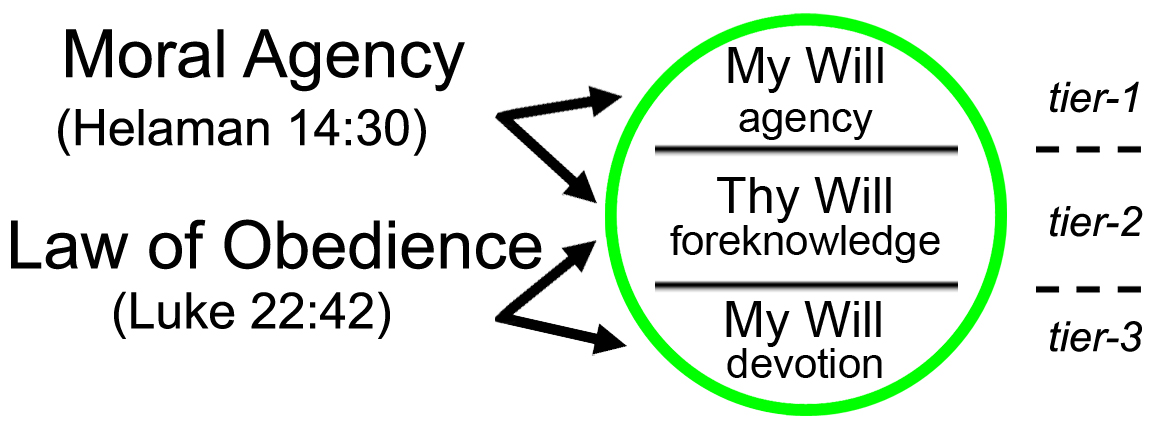 Moral Agency
(Helaman 14:30)
Law of Obedience
(Luke 22:42)
My Will
agency
Thy Will
foreknowledge
My Will
devotion
tier-1
tier-2
tier-3